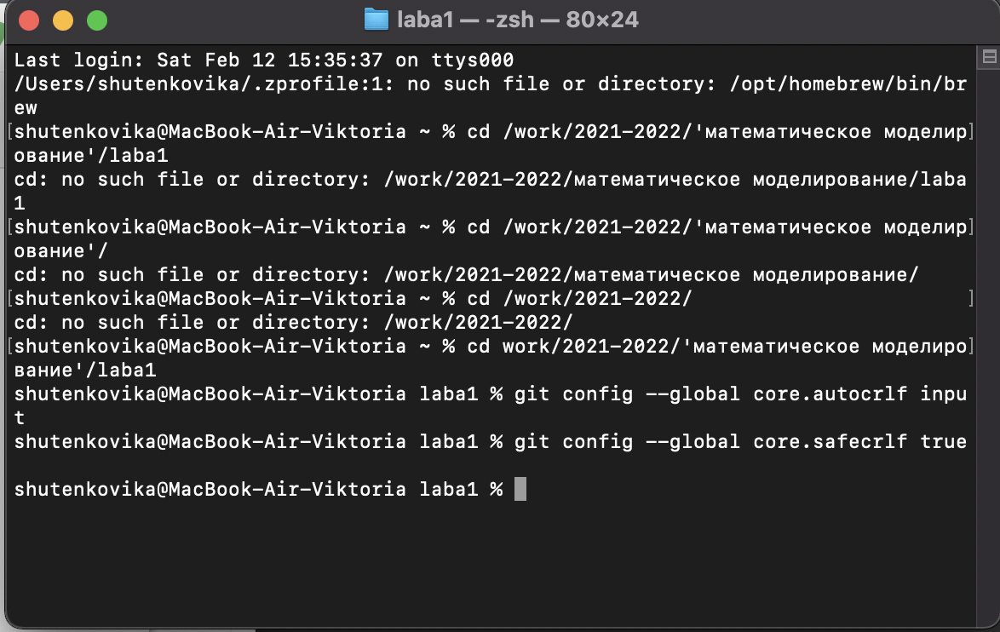 laba1 — -zsh — 80×24
Last login: Sat Feb 12 15:35:37 on ttys000
/Users/shutenkovika/.zprofile:1: no such file or directory: /opt/homebrew/bin/br
ew
[shutenkovika@MacBook-Air-Viktoria ~ % cd /work/2021-2022/'математическое моделир]
ование'/laba1
cd: no such file or directory: /work/2021-2022/математическое моделирование/laba
1
[shutenkovika@MacBook-Air-Viktoria ~ % cd /work/2021-2022/'математическое моделир]
ование'/
cd: no such file or directory: /work/2021-2022/математическое моделирование/
[shutenkovika@MacBook-Air-Viktoria ~ % cd /work/2021-2022/ ]
cd: no such file or directory: /work/2021-2022/
[shutenkovika@MacBook-Air-Viktoria ~ % cd work/2021-2022/'математическое моделиро]
вание'/laba1
shutenkovika@MacBook-Air-Viktoria laba1 % git config --global core.autocrlf inpu
t
shutenkovika@MacBook-Air-Viktoria laba1 % git config --global core.safecrlf true
shutenkovika@MacBook-Air-Viktoria laba1 %